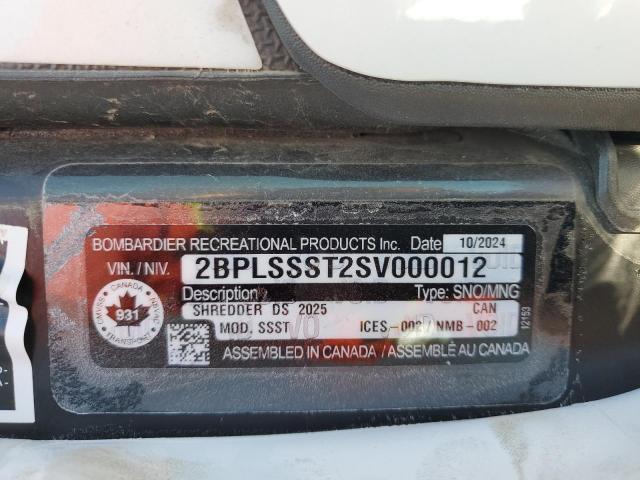 BOMBARDIER RECREATIONAL PRODUCTS Inc. Date 10/2024
VIN./NIV. 2BPLSSST2SV000012
Description Type: SNO/MNG
SHREDDER DS 2025 CAN
MOD. SSST ICES-002 / NMB-002
ASSEMBLED IN CANADA / ASSEMBLÉ AU CANADA
CANADA
931
TRANSPORT
12153